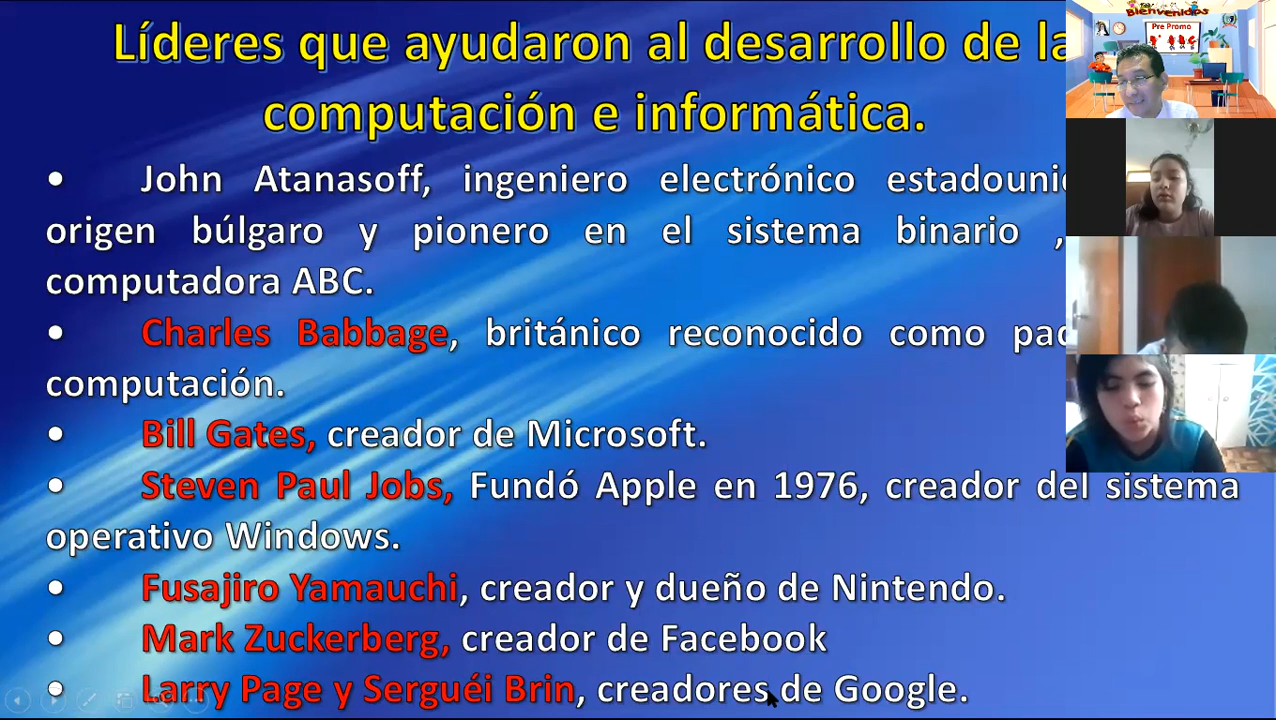 Líderes que ayudaron al desarrollo de la
computación e informática.
• John Atanasoff, ingeniero electrónico
origen búlgaro y pionero en el sistema binario ,
computadora ABC.
• Charles Babbage, británico reconocido como
computación.
• Bill Gates, creador de Microsoft.
• Steven Paul Jobs, Fundó Apple en 1976, creador del sistema
operativo Windows.
• Fusajiro Yamauchi, creador y dueño de Nintendo.
• Mark Zuckerberg, creador de Facebook
• Larry Page y Serguéi Brin, creadores de Google.
Bienvenidos
Pre Promo